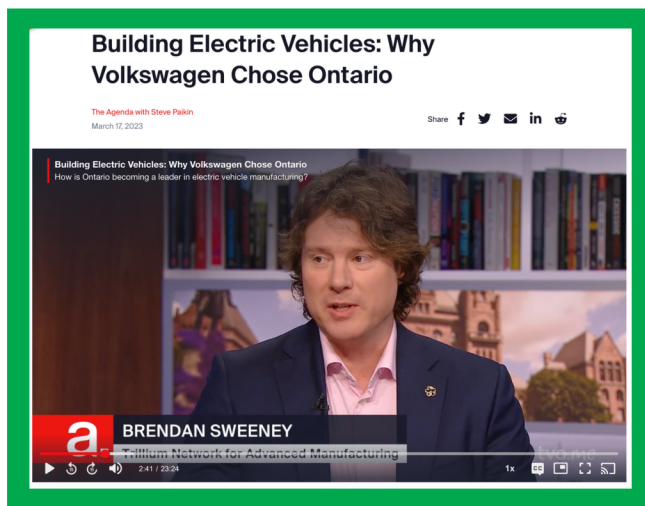 Building Electric Vehicles: Why
Volkswagen Chose Ontario
The Agenda with Steve Paikin
March 17, 2023
Share
Building Electric Vehicles: Why Volkswagen Chose Ontario
How is Ontario becoming a leader in electric vehicle manufacturing?
a.
BRENDAN SWEENEY
Trillium Network for Advanced Manufacturing
tvo.me
2:41 / 23:24
1x
CC